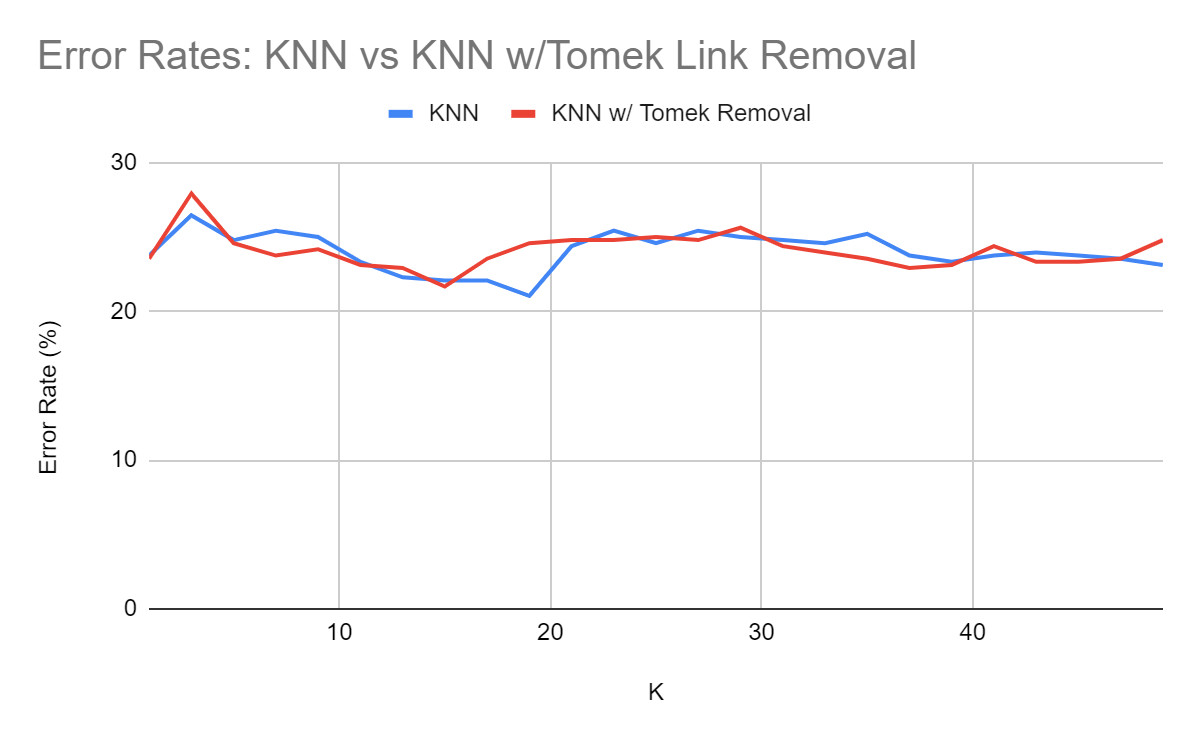 Error Rates: KNN vs KNN w/Tomek Link Removal
KNN
KNN w/ Tomek Removal
30
20
10
0
Error Rate (%)
10
20
30
40
K